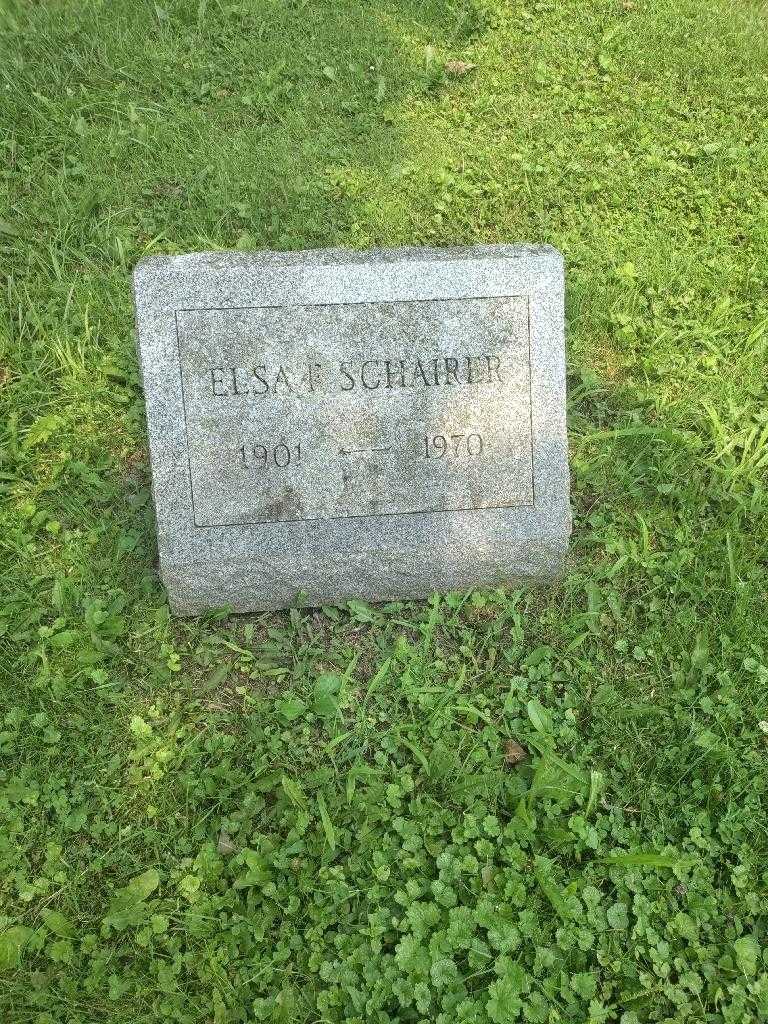 ELSA F SCHAIRER
1901 — 1970